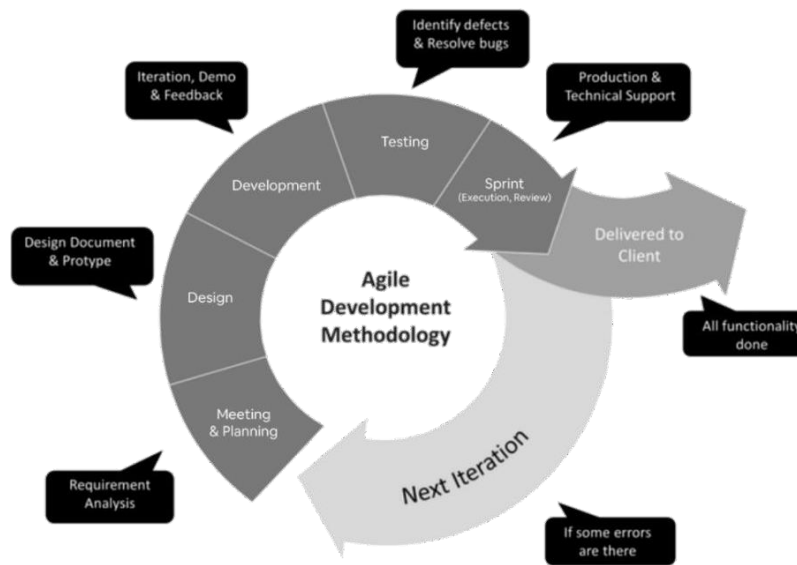 Identify defects
& Resolve bugs
Iteration, Demo
& Feedback
Production &
Technical Support
Testing
Development
Sprint
(Execution, Review)
Delivered to
Client
Design Document
& Protype
Design
Agile
Development
Methodology
All functionality
done
Meeting
& Planning
Requirement
Analysis
Next Iteration
If some errors
are there